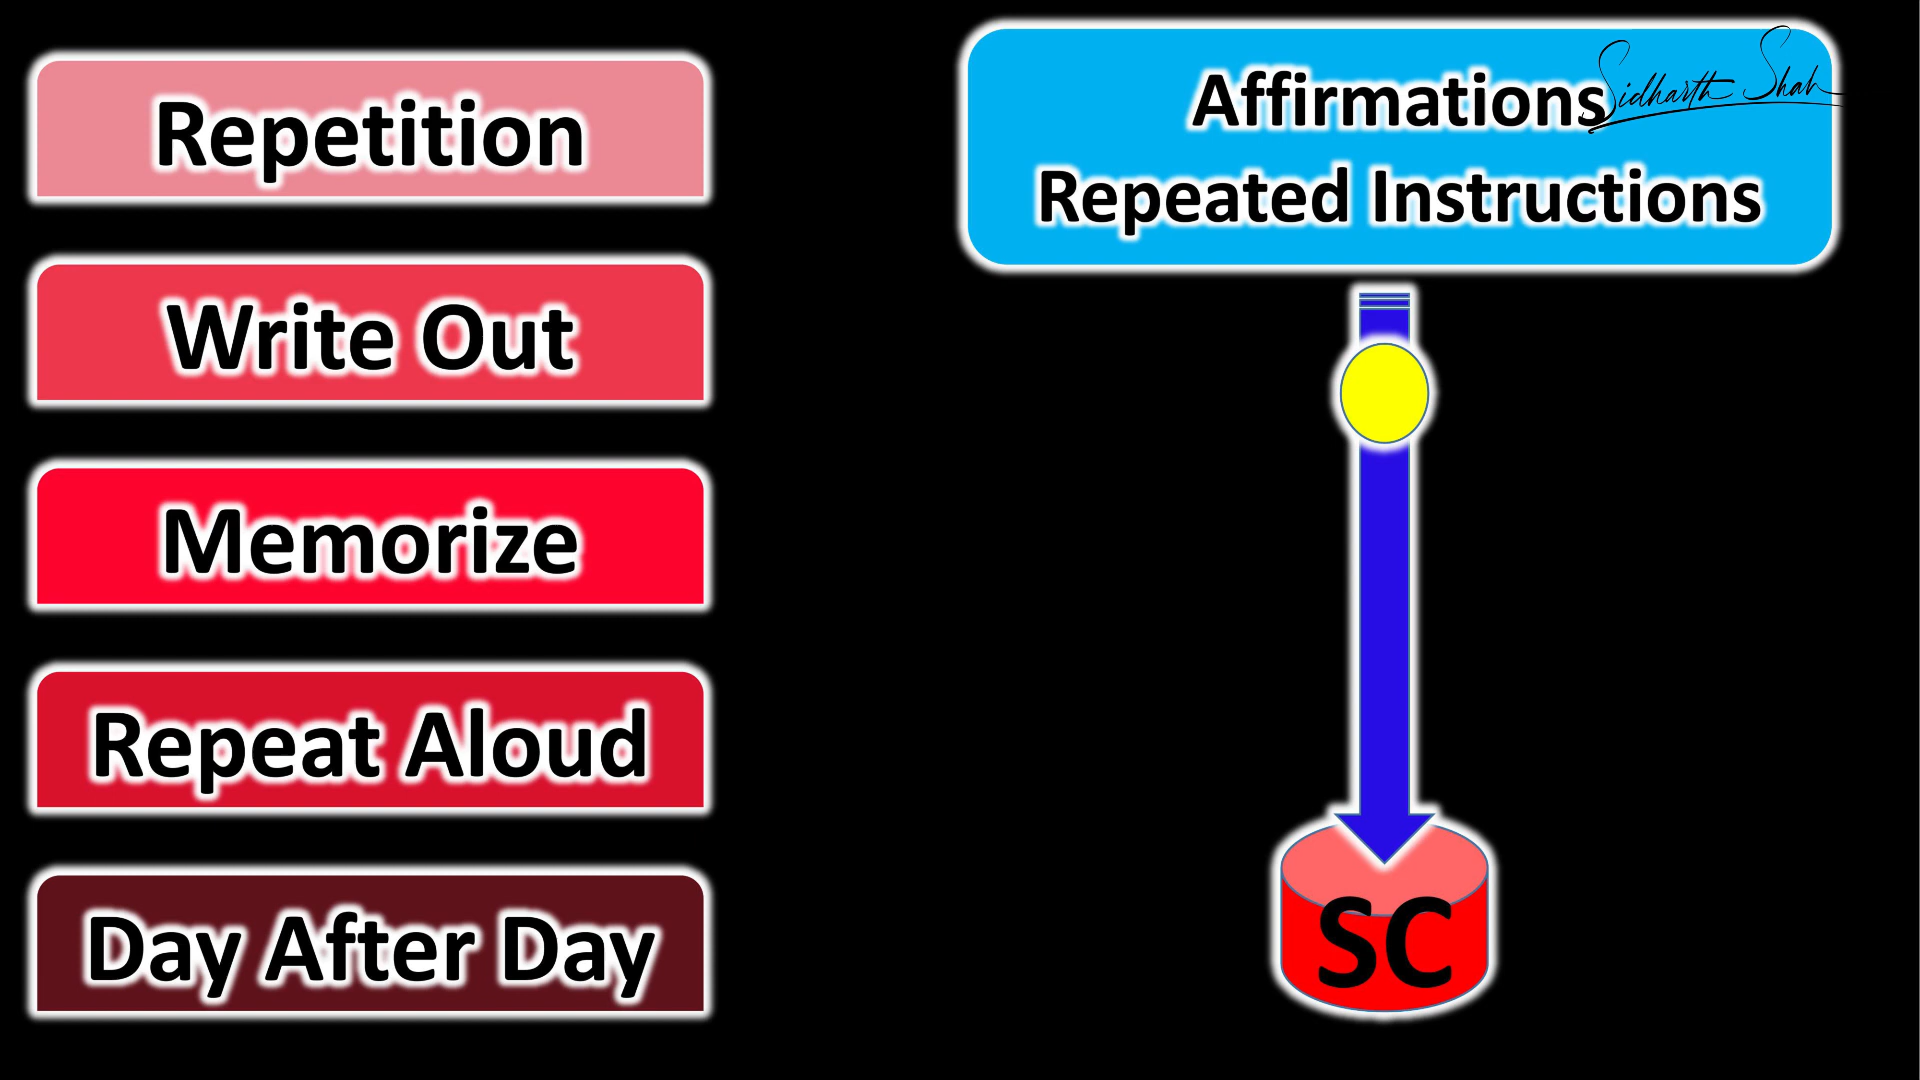 Repetition
Write Out
Memorize
Repeat Aloud
Day After Day
Affirmations
Sidharth Shah
Repeated Instructions
SC